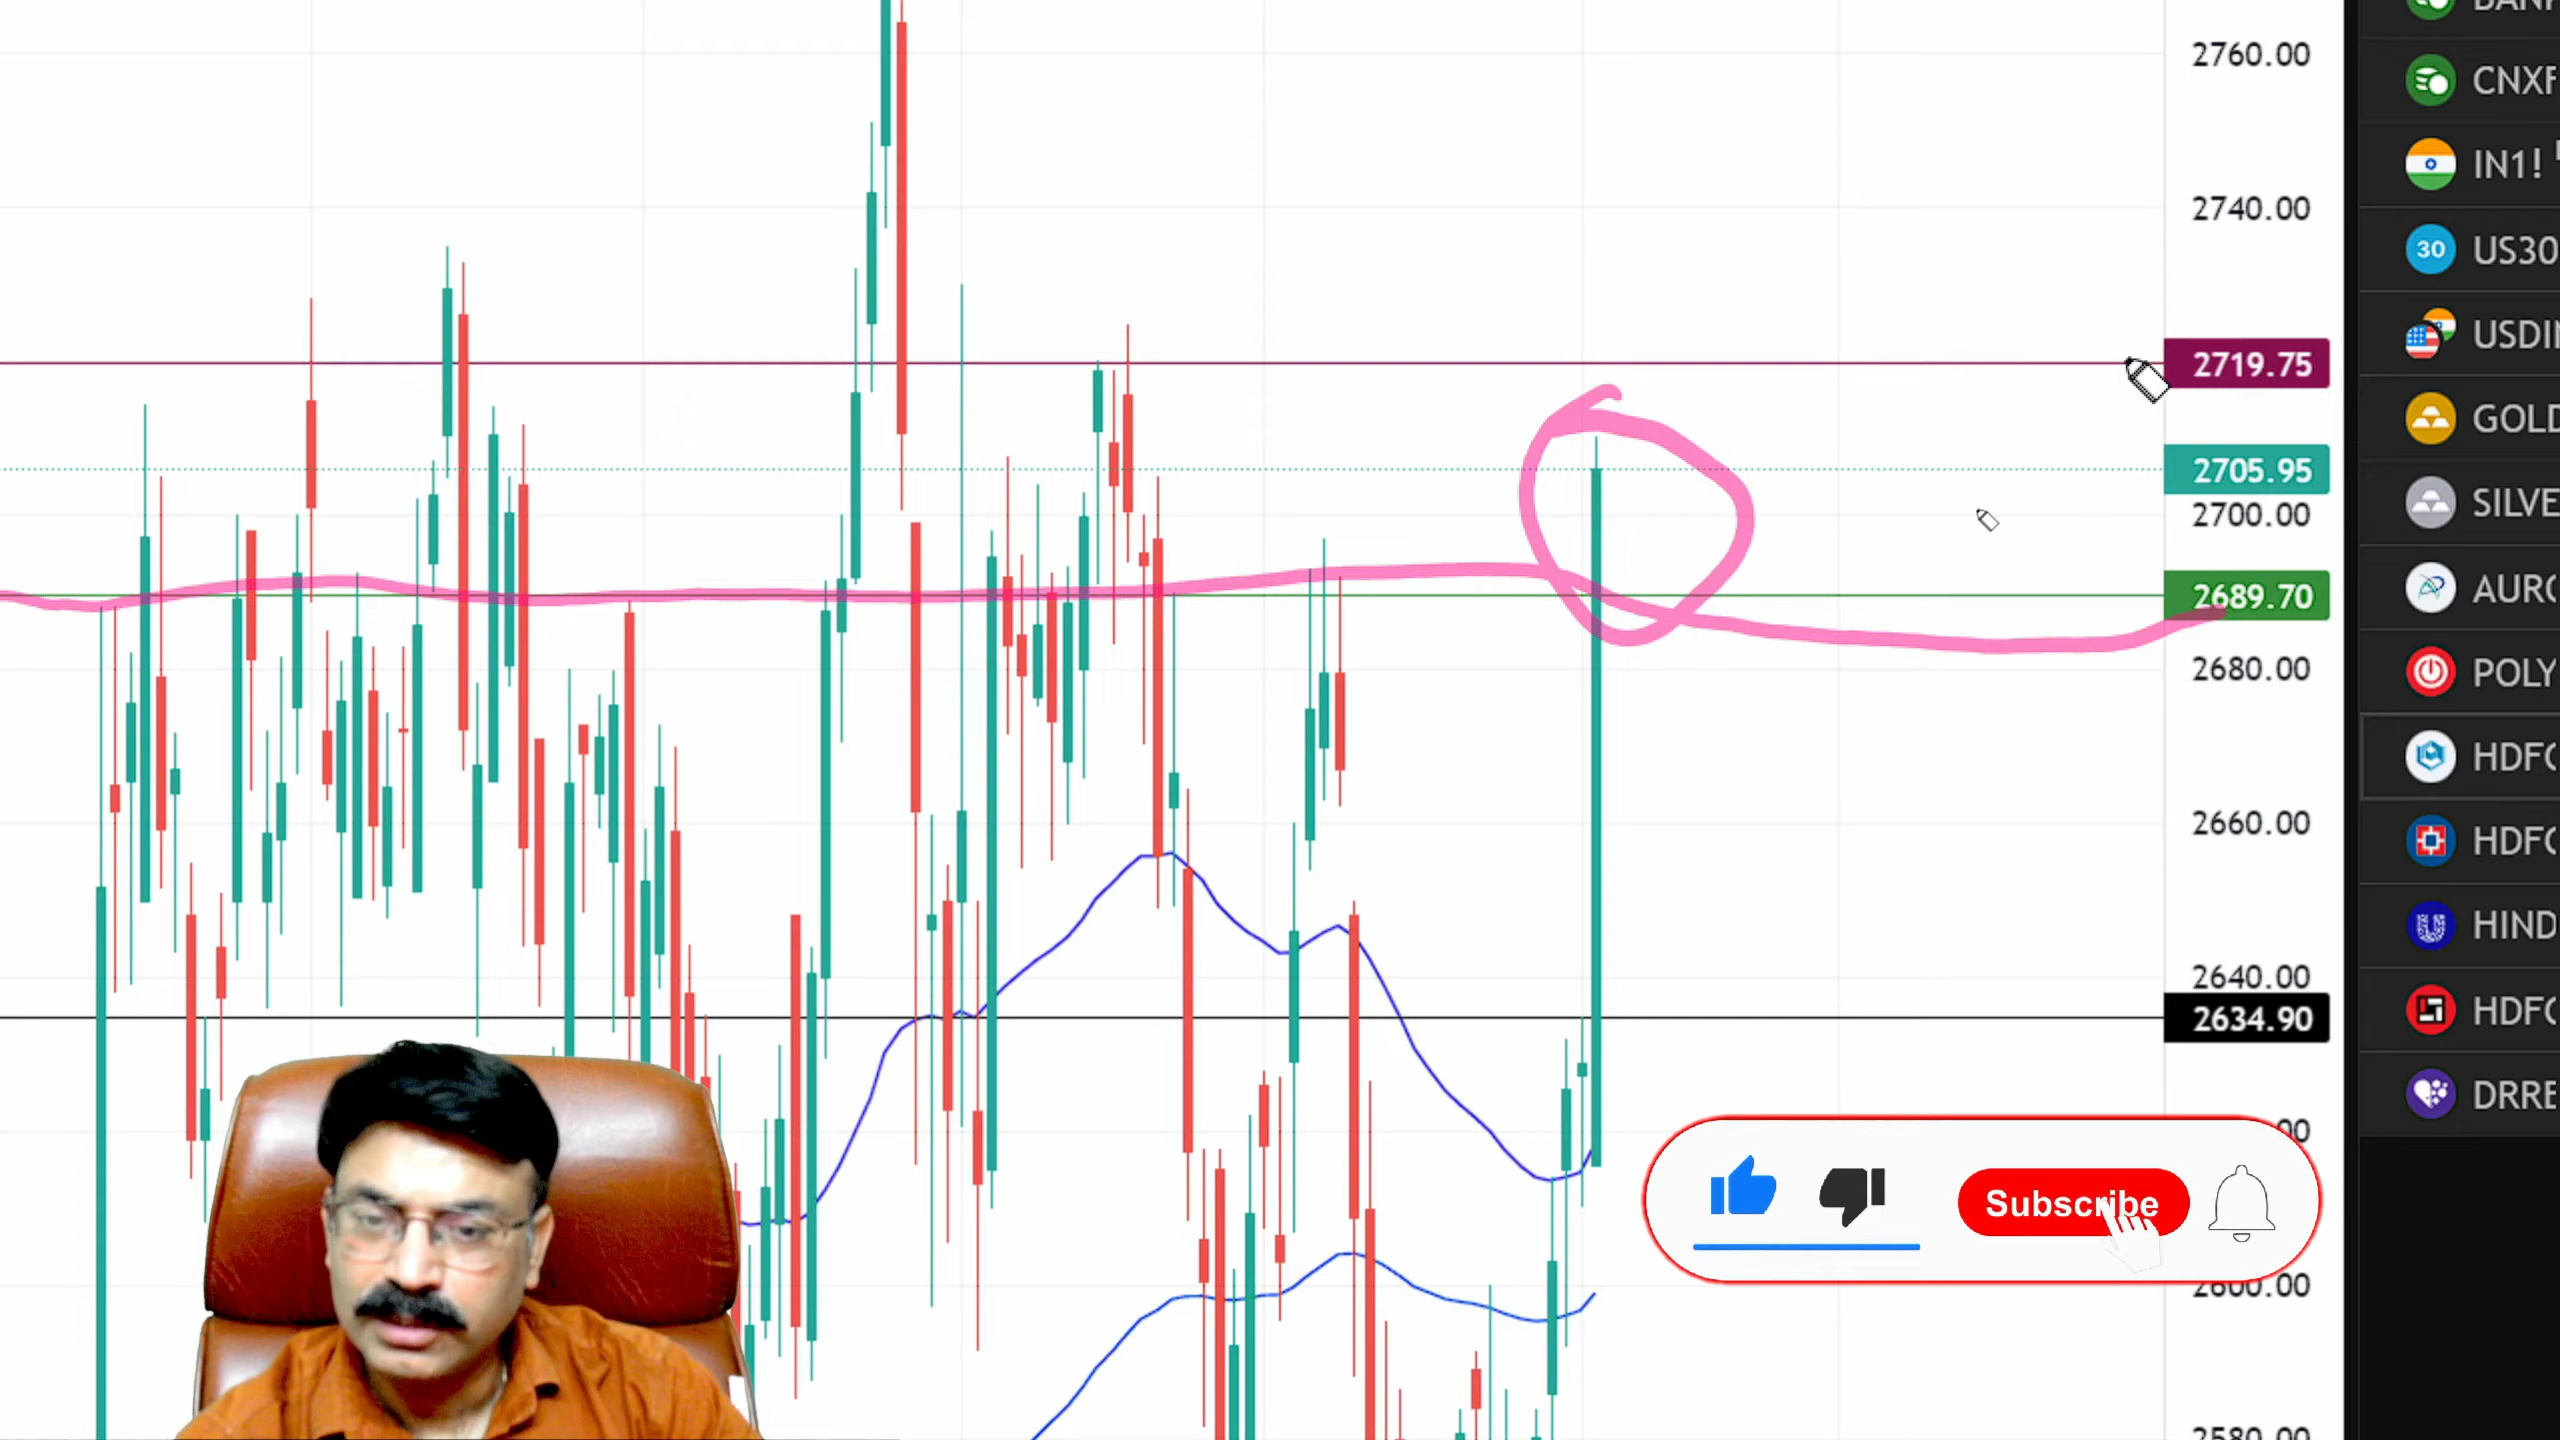 2760.00
2740.00
2719.75
2705.95
2700.00
2689.70
2680.00
2660.00
2640.00
2634.90
2600.00
Subscribe
CNXF
IN1!
30
US30
USDIN
GOLD
SILVE
AURO
POLY
HDFC
HDFC
HIND
HDFC
DRRE